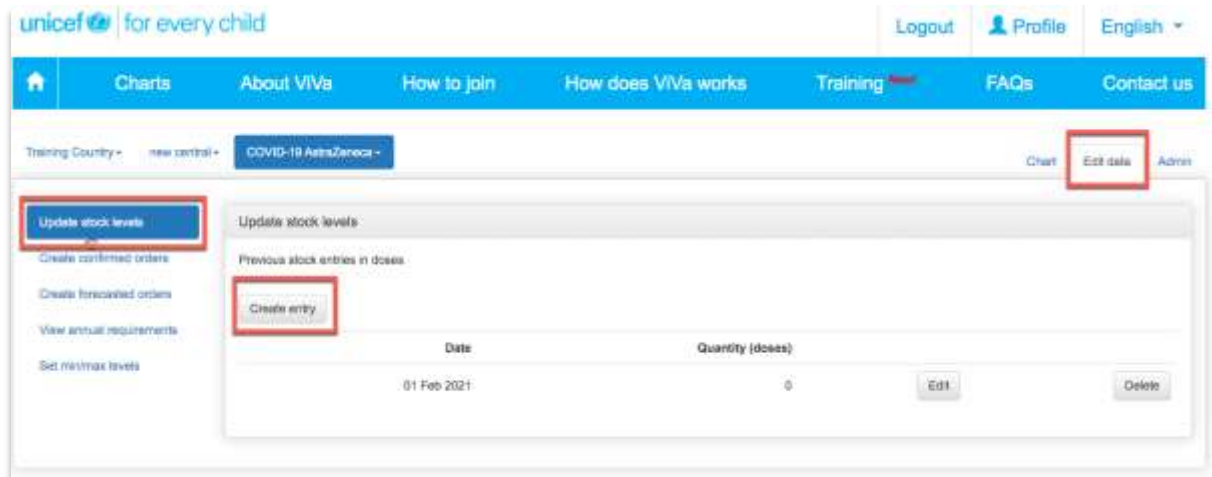 unicef for every child
Logout Profile English
Charts About ViVa How to join How does ViVa works Training New! FAQs Contact us
Training Country new central COVID-19 AstraZeneca Chart Edit data Admin
Update stock levels Update stock levels
Create confirmed orders Previous stock entries in doses
Create forecasted orders Create entry
View annual requirements
Date Quantity (doses)
Set min/max levels
01 Feb 2021 0 Edit Delete